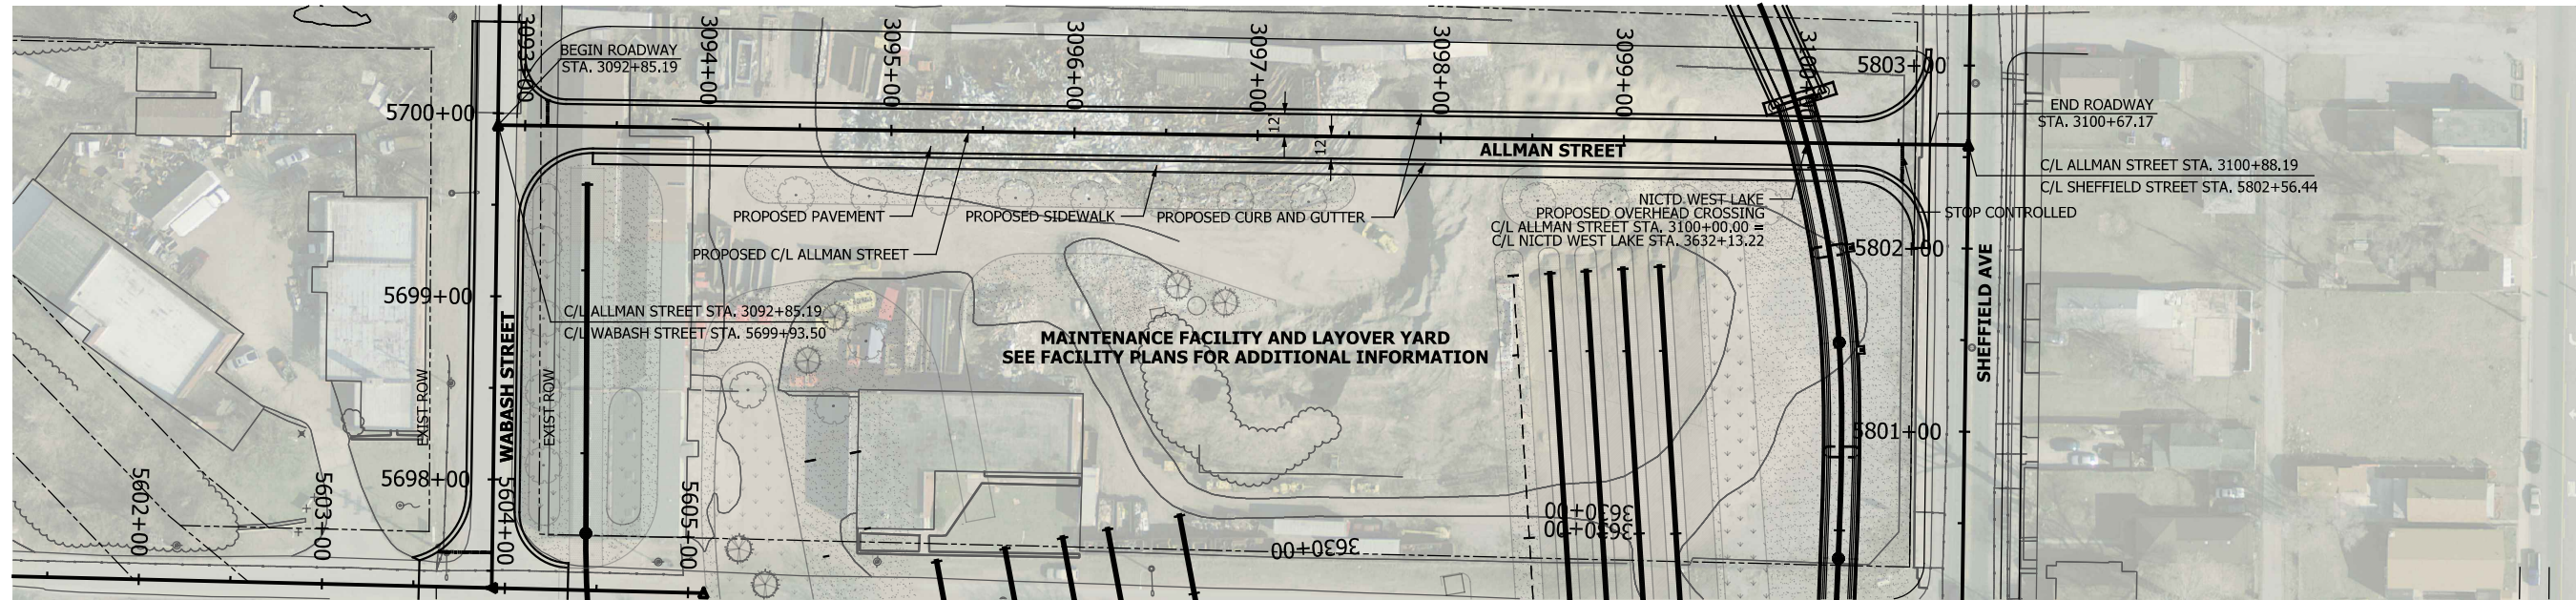 3093+00
3094+00
3095+00
3096+00
3097+00
3098+00
3099+00
3100+00
BEGIN ROADWAY
STA. 3092+85.19
5700+00
5803+00
END ROADWAY
STA. 3100+67.17
12'
12'
ALLMAN STREET
C/L ALLMAN STREET STA. 3100+88.19
C/L SHEFFIELD STREET STA. 5802+56.44
PROPOSED PAVEMENT
PROPOSED SIDEWALK
PROPOSED CURB AND GUTTER
NICTD WEST LAKE
PROPOSED OVERHEAD CROSSING
C/L ALLMAN STREET STA. 3100+00.00 =
C/L NICTD WEST LAKE STA. 3632+13.22
STOP CONTROLLED
PROPOSED C/L ALLMAN STREET
5802+00
5699+00
C/L ALLMAN STREET STA. 3092+85.19
C/L WABASH STREET STA. 5699+93.50
MAINTENANCE FACILITY AND LAYOVER YARD
SEE FACILITY PLANS FOR ADDITIONAL INFORMATION
SHEFFIELD AVE
EXIST ROW
WABASH STREET
EXIST ROW
5801+00
5698+00
5602+00
5603+00
5604+00
5605+00
3630+00
3630+00
3630+00